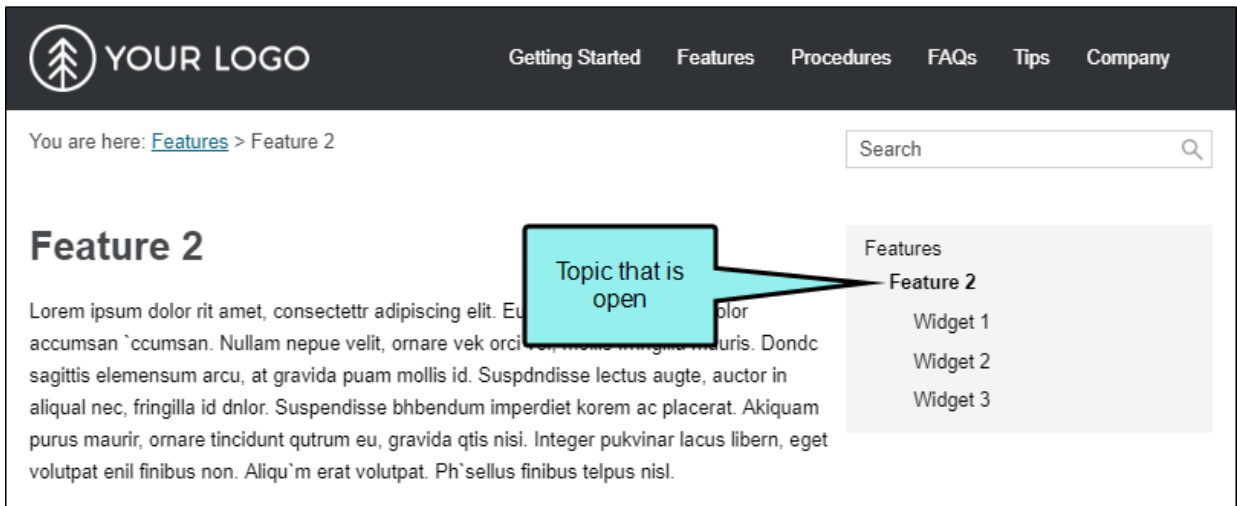 YOUR LOGO
Getting Started Features Procedures FAQs Tips Company
You are here: Features > Feature 2
Search
Feature 2
Topic that is
open
Features
Feature 2
Widget 1
Widget 2
Widget 3
Lorem ipsum dolor rit amet, consectettr adipiscing elit. olor
accumsan `ccumsan. Nullam nepue velit, ornare vek orci mauris. Dondc
sagittis elemensum arcu, at gravida puam mollis id. Suspdndisse lectus augte, auctor in
aliqual nec, fringilla id dnlor. Suspendisse bhbendum imperdiet korem ac placerat. Akiquam
purus maurir, ornare tincidunt qutrum eu, gravida qtis nisi. Integer pukvinar lacus libern, eget
volutpat enil finibus non. Aliqu`m erat volutpat. Ph`sellus finibus telpus nisl.